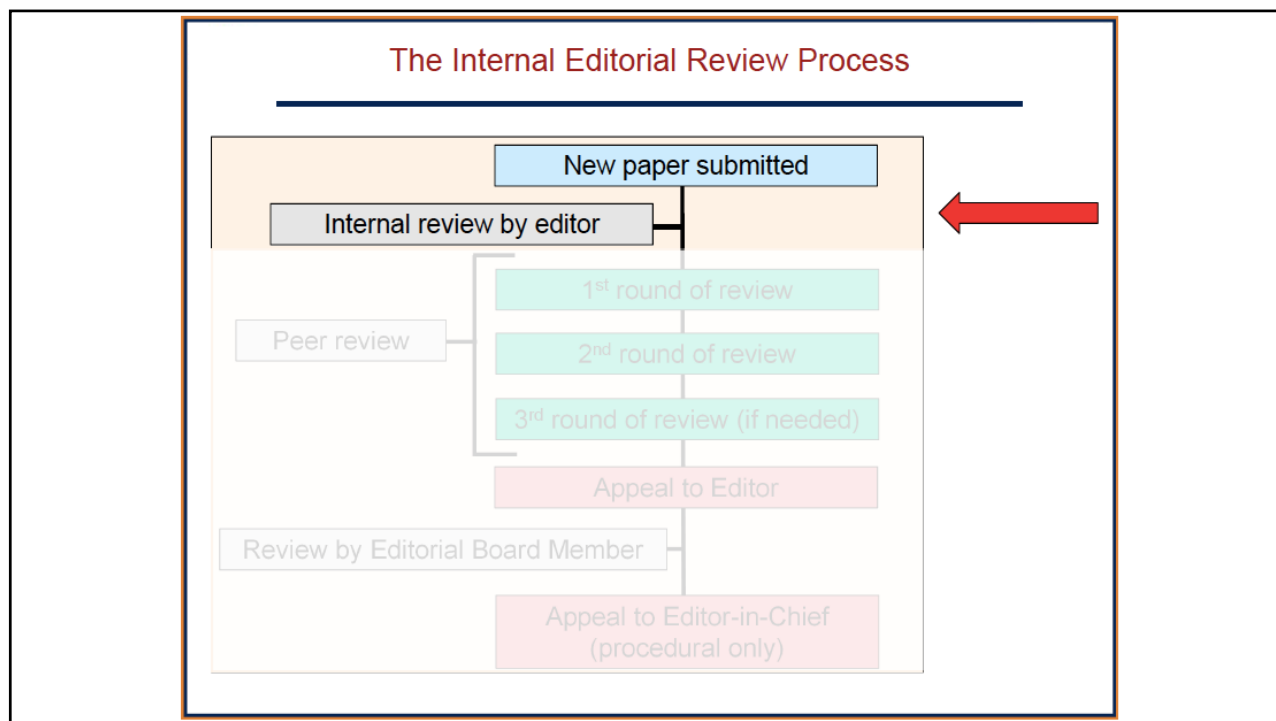 The Internal Editorial Review Process
New paper submitted
Internal review by editor
1st round of review
Peer review
2nd round of review
3rd round of review (if needed)
Appeal to Editor
Review by Editorial Board Member
Appeal to Editor-in-Chief
(procedural only)